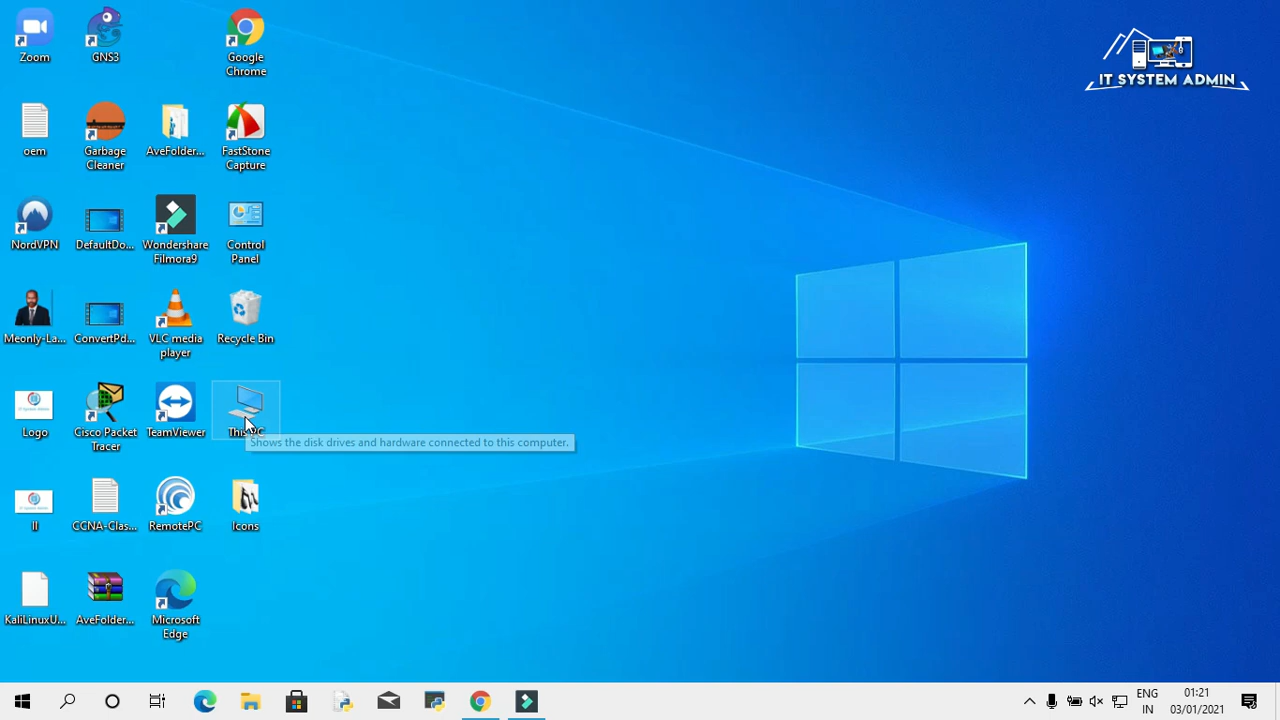 Zoom
GNS3
Google
Chrome
oem
Garbage
Cleaner
AveFolder...
FastStone
Capture
NordVPN
DefaultDo...
Wondershare
Filmora9
Control
Panel
Meonly-La...
ConvertPd...
VLC media
player
Recycle Bin
Logo
Cisco Packet
Tracer
TeamViewer
This PC
Shows the disk drives and hardware connected to this computer.
II
CCNA-Clas...
RemotePC
Icons
KaliLinuxU...
AveFolder...
Microsoft
Edge
IT SYSTEM ADMIN
ENG
IN
01:21
03/01/2021